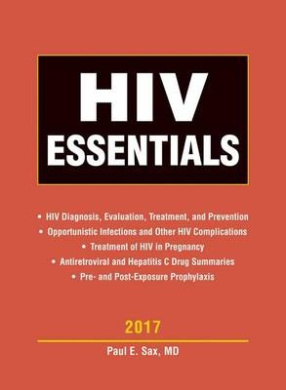 HIV
ESSENTIALS
• HIV Diagnosis, Evaluation, Treatment, and Prevention
• Opportunistic Infections and Other HIV Complications
• Treatment of HIV in Pregnancy
• Antiretroviral and Hepatitis C Drug Summaries
• Pre- and Post-Exposure Prophylaxis
2017
Paul E. Sax, MD